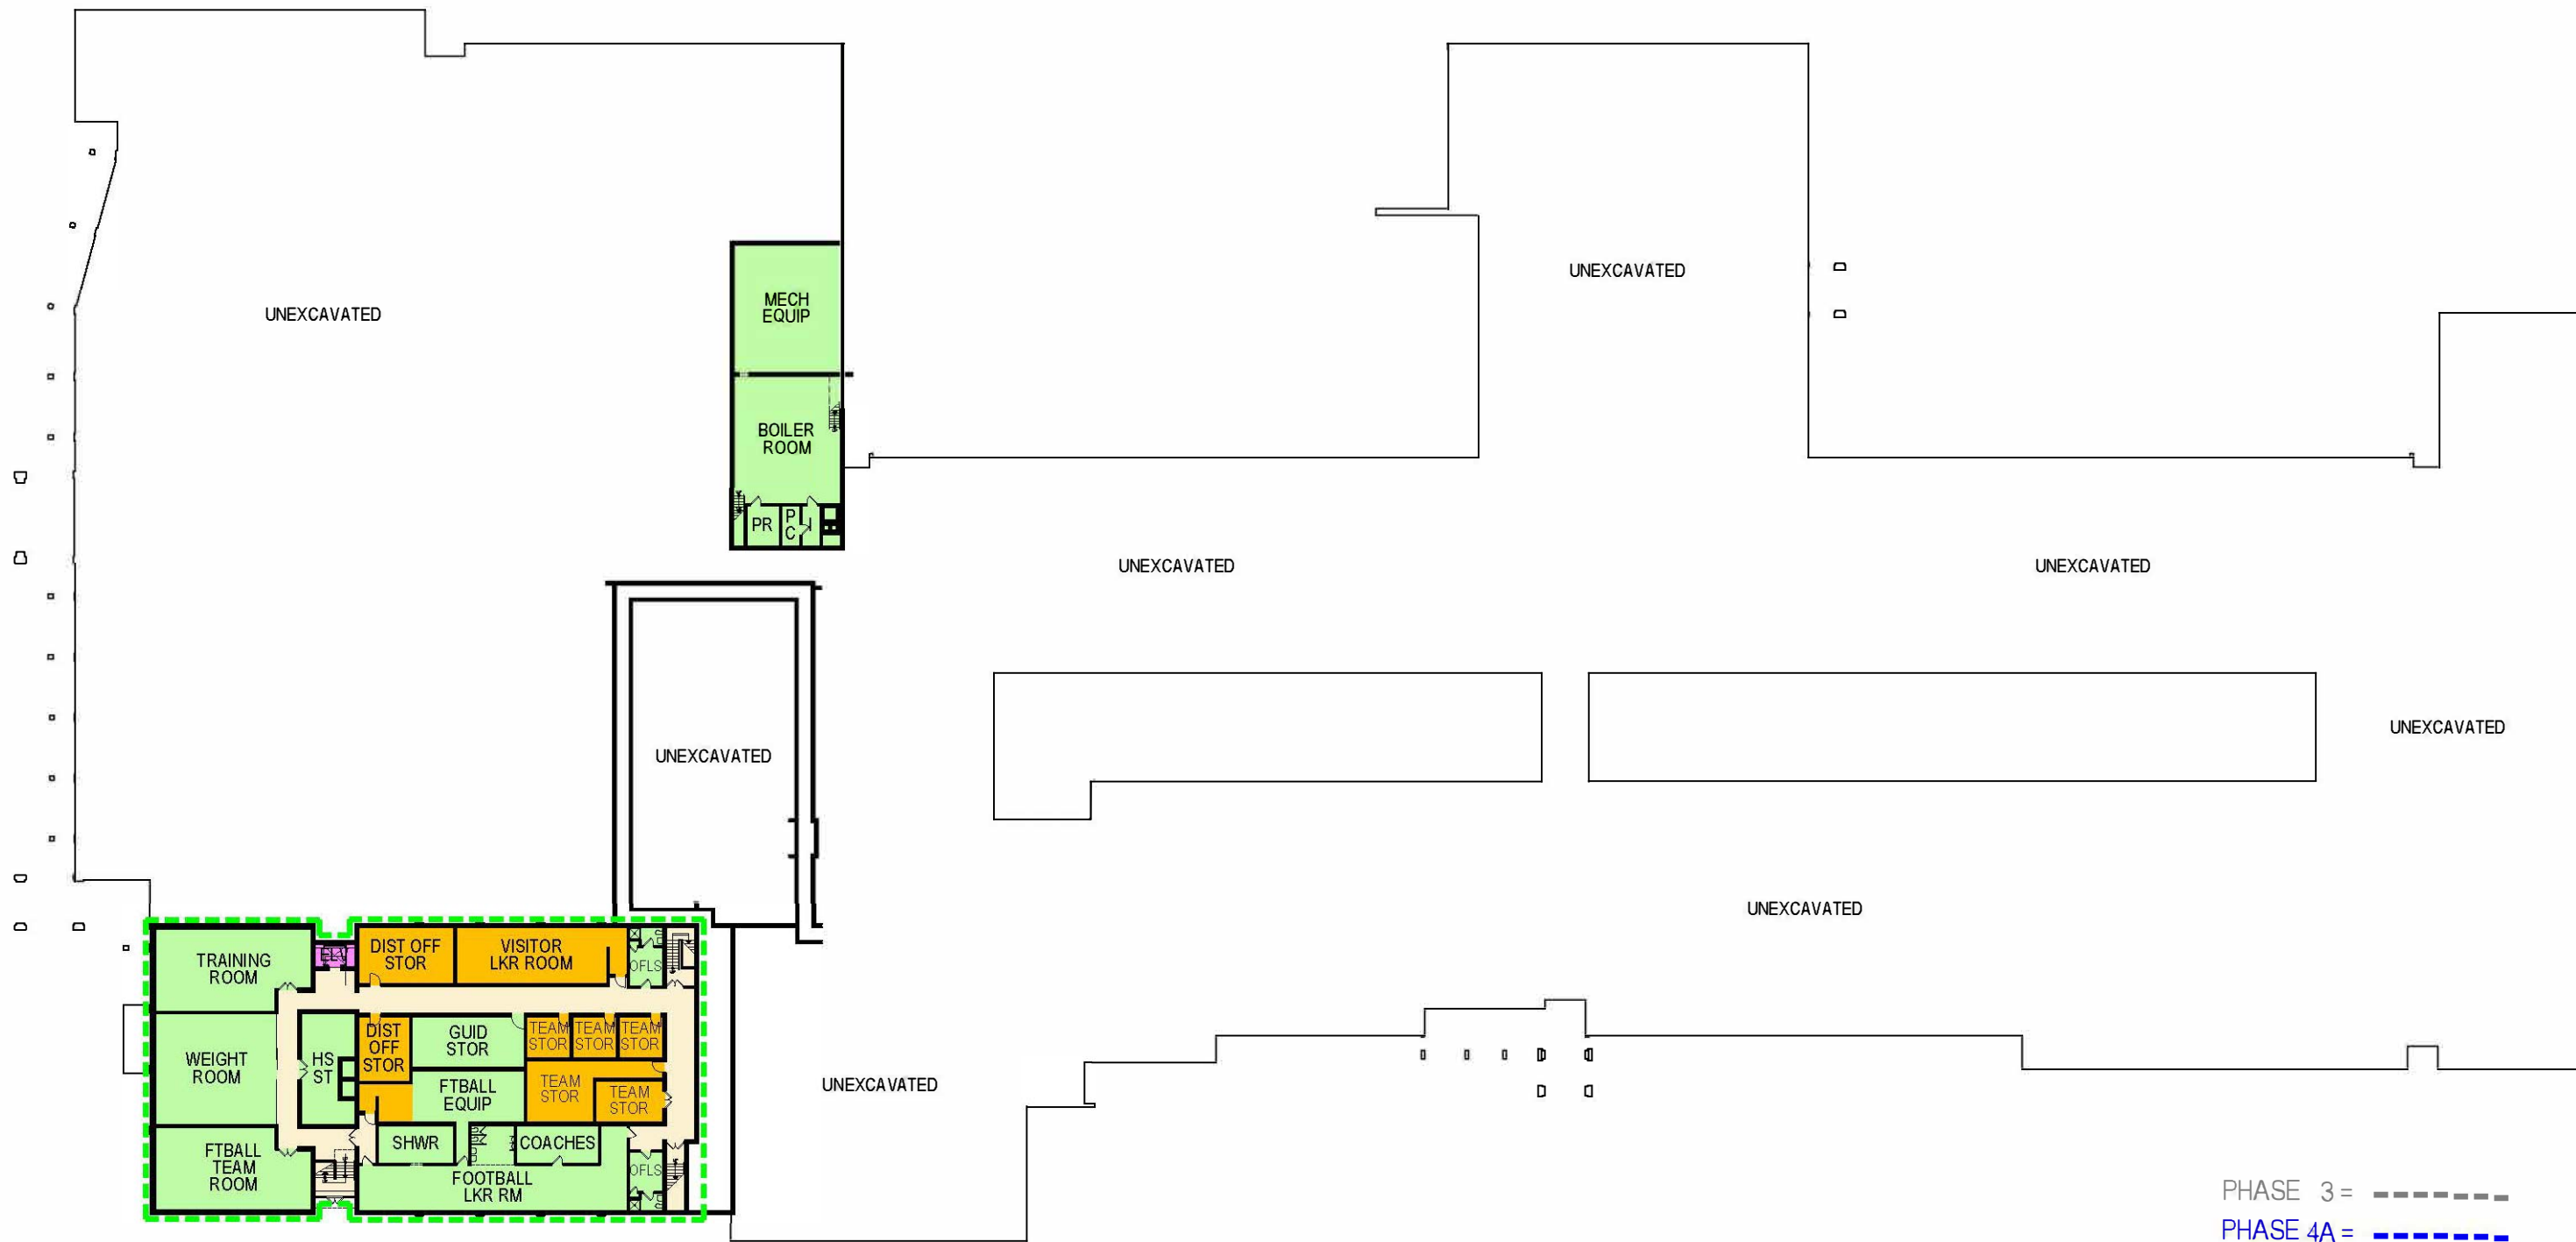 UNEXCAVATED
UNEXCAVATED
MECH
EQUIP
BOILER
ROOM
PR
P
C
UNEXCAVATED
UNEXCAVATED
UNEXCAVATED
UNEXCAVATED
UNEXCAVATED
UNEXCAVATED
TRAINING
ROOM
ELV
DIST OFF
STOR
VISITOR
LKR ROOM
OFLS
WEIGHT
ROOM
HS
ST
DIST
OFF
STOR
GUID
STOR
TEAM
STOR
TEAM
STOR
TEAM
STOR
FTBALL
EQUIP
TEAM
STOR
TEAM
STOR
FTBALL
TEAM
ROOM
SHWR
COACHES
FOOTBALL
LKR RM
OFLS
PHASE 3 =
PHASE 4A =